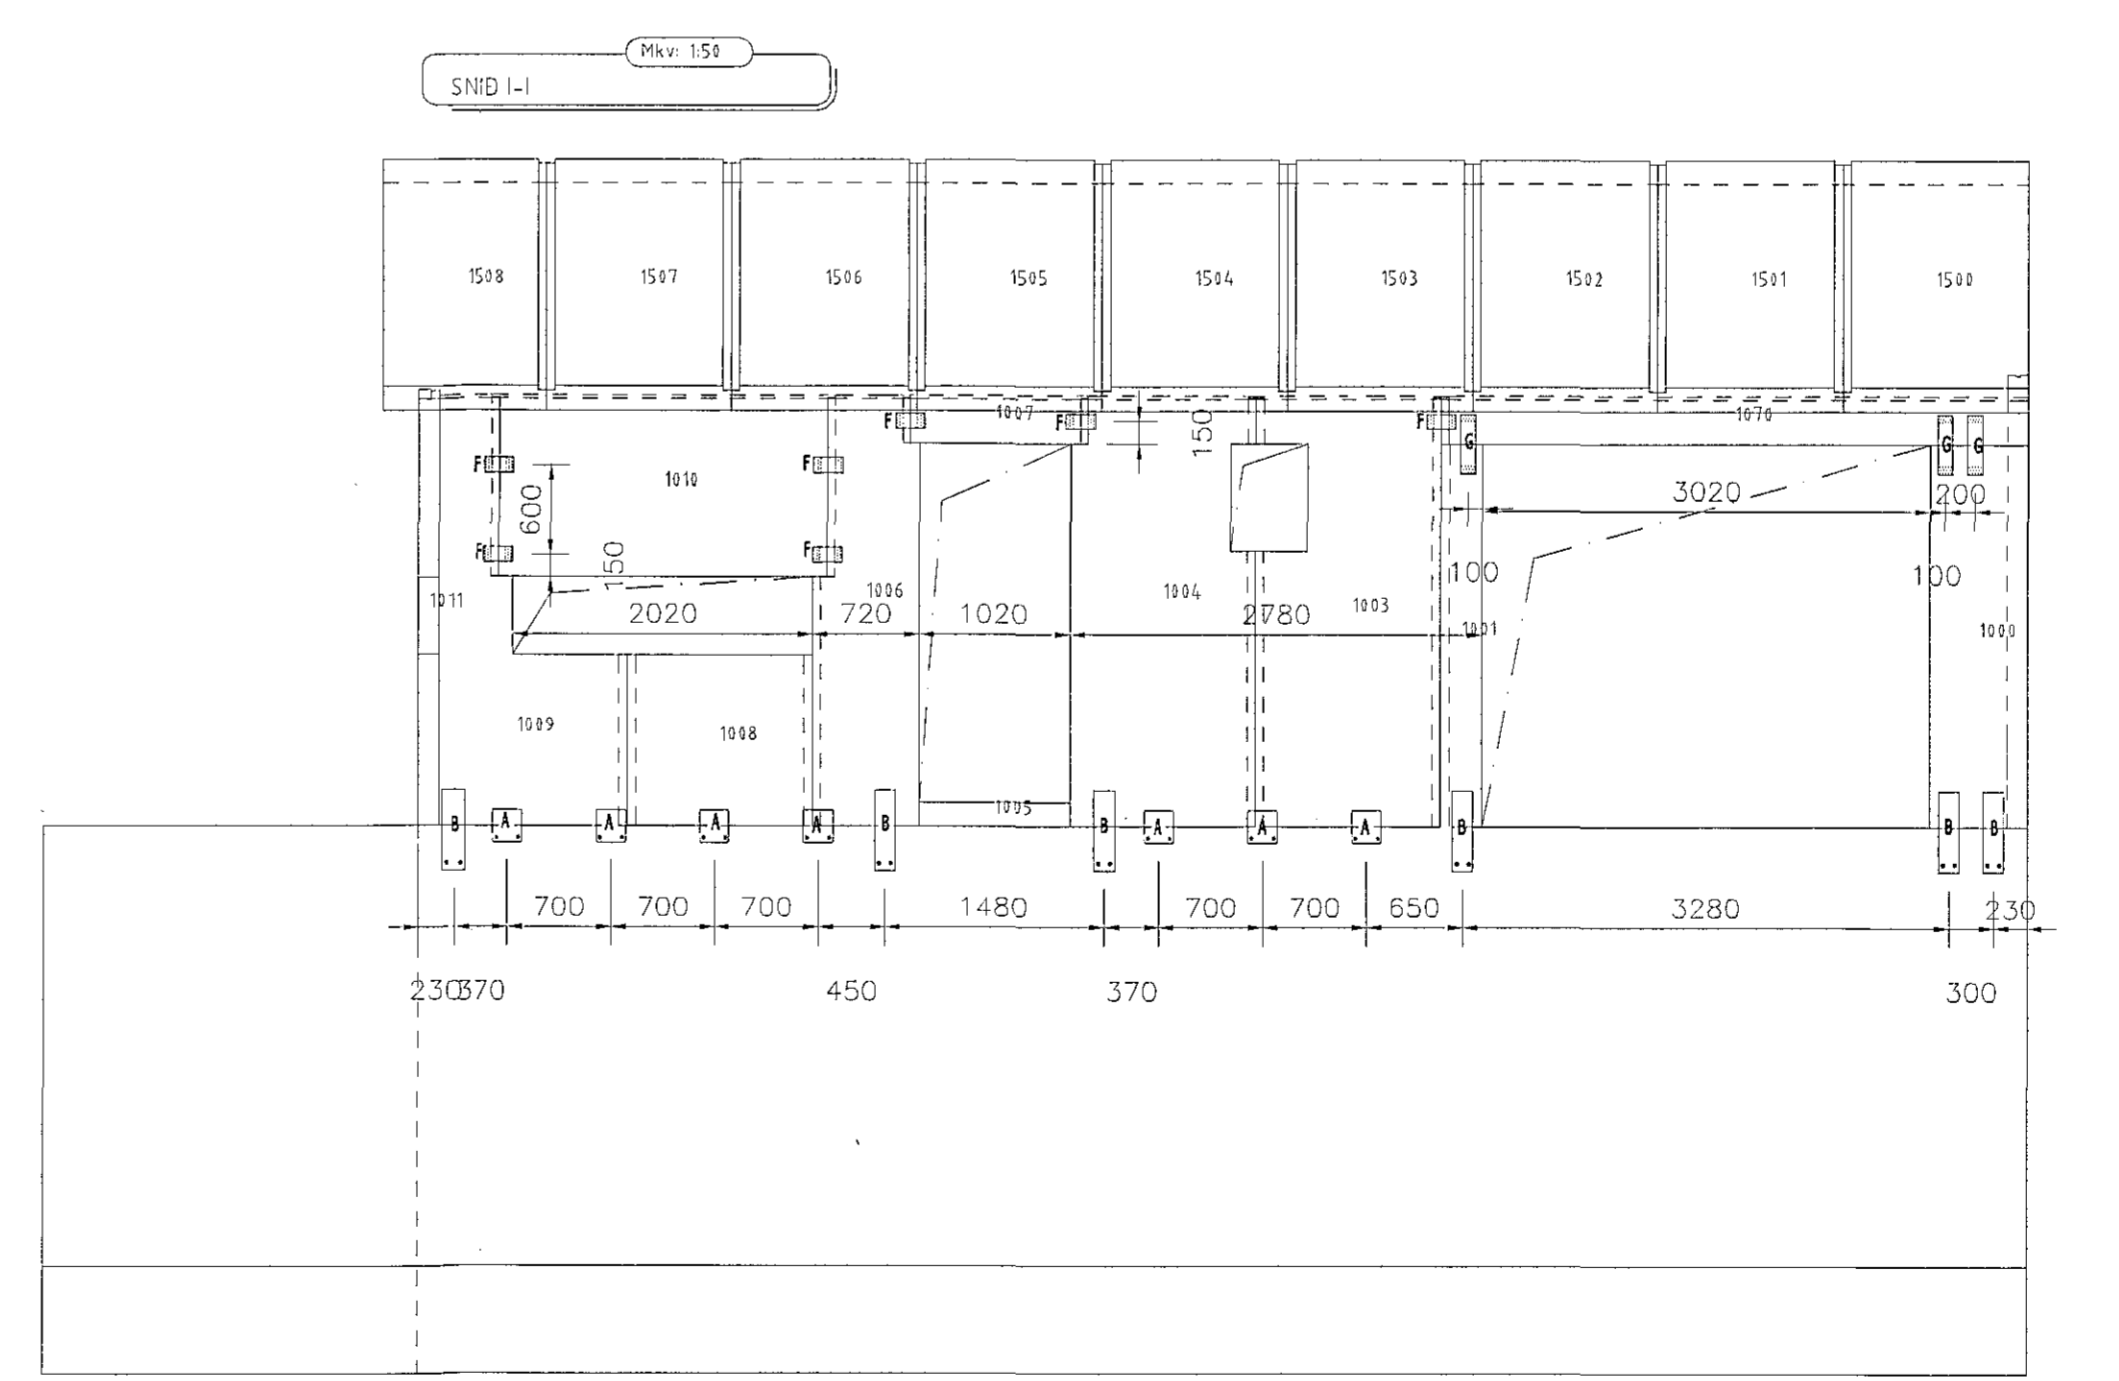 Mkv: 1:50
SNIÐ I-I
1508 1507 1506 1505 1504 1503 1502 1501 1500
1007 1070
F F F
150
G G G
F F
1010
3020 200
600
F F
150
100 100
1011 1006 1004 1003
2020 720 1020 2780
1001 1000
1009 1008
1005
B A A A A B B A A A B B B
700 700 700 1480 700 700 650 3280 230
230 370 450 370 300